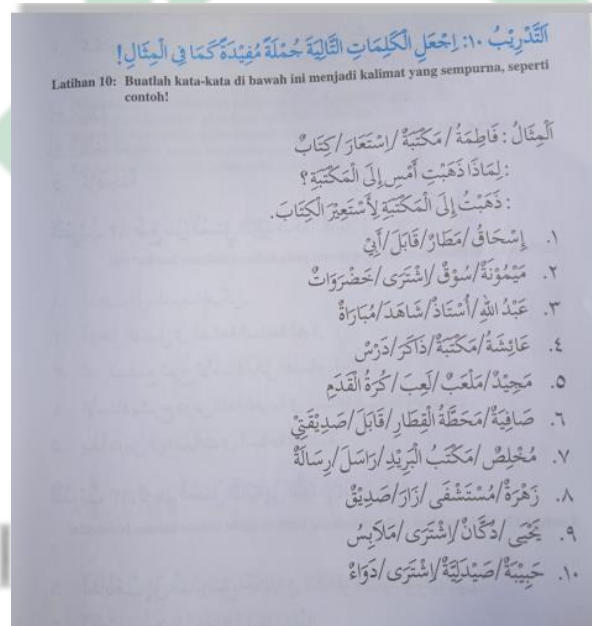 اَلتَّدْرِيْبُ ١٠: اِجْعَلِ الْكَلِمَاتِ التَّالِيَةَ جُمْلَةً مُفِيْدَةً كَمَا فِى الْمِثَالِ!
Latihan 10: Buatlah kata-kata di bawah ini menjadi kalimat yang sempurna, seperti
contoh!
اَلْمِثَالُ : فَاطِمَةُ / مَكْتَبَةٌ / اِسْتَعَارَ / كِتَابٌ
: لِمَاذَا ذَهَبْتِ أَمْسِ إِلَى الْمَكْتَبَةِ ؟
: ذَهَبْتُ إِلَى الْمَكْتَبَةِ لِأَسْتَعِيْرَ الْكِتَابَ.
١. إِسْحَاقُ/مَطَارٌ/قَابَلَ/أَبِيْ
٢. مَيْمُوْنَةٌ/سُوْقٌ/اِشْتَرَى/خَضْرَوَاتٌ
٣. عَبْدُ اللهِ/أُسْتَاذٌ/شَاهَدَ/مُبَارَاةٌ
٤. عَائِشَةُ/مَكْتَبَةٌ/ذَاكَرَ/دَرْسٌ
٥. مَجِيْدٌ/مَلْعَبٌ/لَعِبَ/كُرَةُ الْقَدَمِ
٦. صَافِيَةٌ/مَحَطَّةُ الْقِطَارِ/قَابَلَ/صَدِيْقَتِيْ
٧. مُخْلِصٌ/مَكْتَبُ الْبَرِيْدِ/رَاسَلَ/رِسَالَةٌ
٨. زَهْرَةٌ/مُسْتَشْفَى/زَارَ/صَدِيْقٌ
٩. يَحْيَى/دُكَّانٌ/اِشْتَرَى/مَلَابِسُ
١٠. حَبِيْبَةٌ/صَيْدَلِيَّةٌ/اِشْتَرَى/دَوَاءٌ